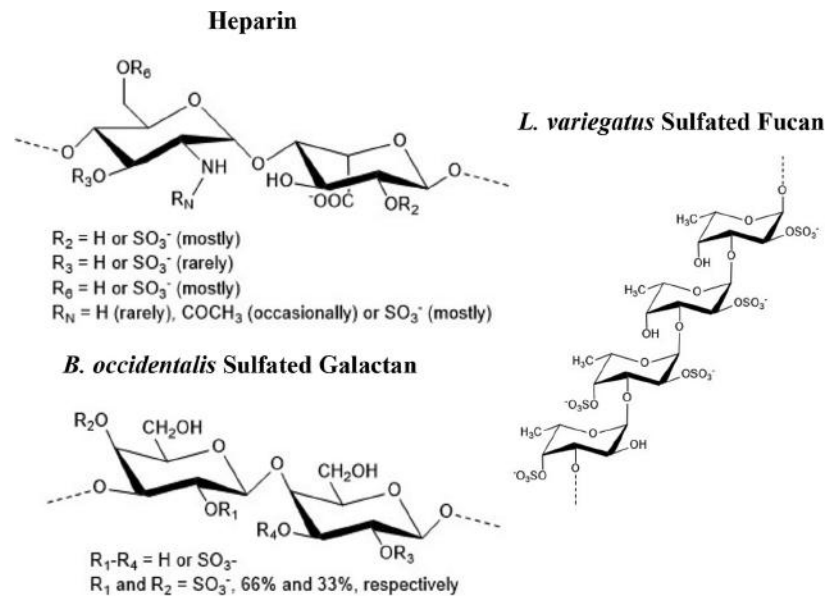 Heparin
OR₆
O
O
R₃O
NH
R_N
O
HO
⁻OOC
O
OR₂
O
R₂ = H or SO₃⁻ (mostly)
R₃ = H or SO₃⁻ (rarely)
R₆ = H or SO₃⁻ (mostly)
R_N = H (rarely), COCH₃ (occasionally) or SO₃⁻ (mostly)
B. occidentalis Sulfated Galactan
R₂O
CH₂OH
O
O
OR₁
O
CH₂OH
R₄O
O
OR₃
O
R₁-R₄ = H or SO₃-
R₁ and R₂ = SO₃⁻, 66% and 33%, respectively
L. variegatus Sulfated Fucan
O
H₃C
O
OSO₃⁻
OH
O
H₃C
O
OSO₃⁻
OH
O
H₃C
O
OSO₃⁻
⁻O₃SO
O
H₃C
O
OH
⁻O₃SO
O